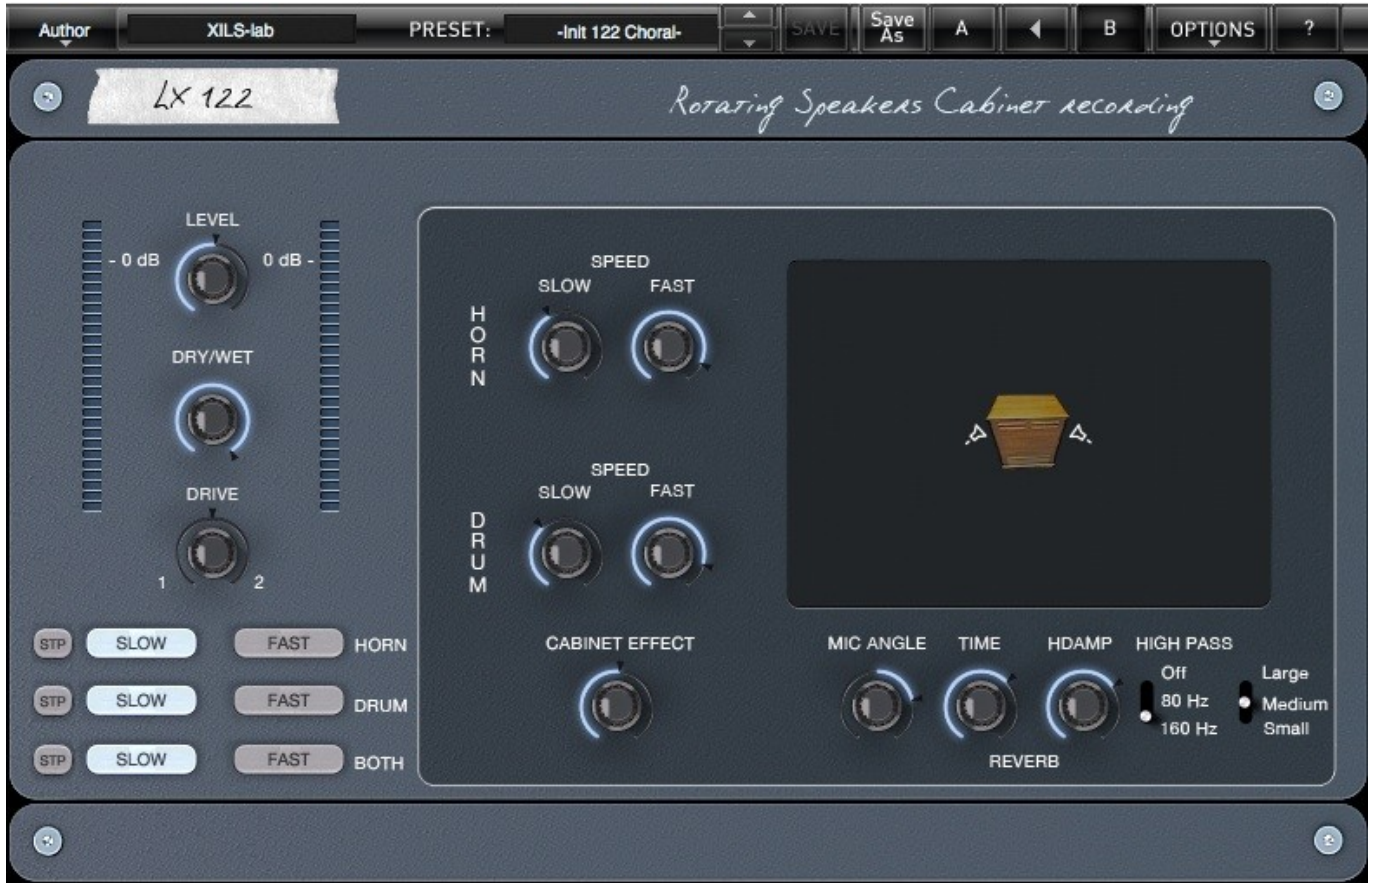 Author XILS-lab PRESET: -Init 122 Choral- SAVE Save As A B OPTIONS ?
LX 122
Rotating Speakers Cabinet recording
LEVEL
- 0 dB 0 dB -
DRY/WET
DRIVE
1 2
STP SLOW FAST HORN
STP SLOW FAST DRUM
STP SLOW FAST BOTH
SPEED
SLOW FAST
HORN
SPEED
SLOW FAST
DRUM
CABINET EFFECT
MIC ANGLE TIME HDAMP HIGH PASS
Off Large
80 Hz Medium
160 Hz Small
REVERB